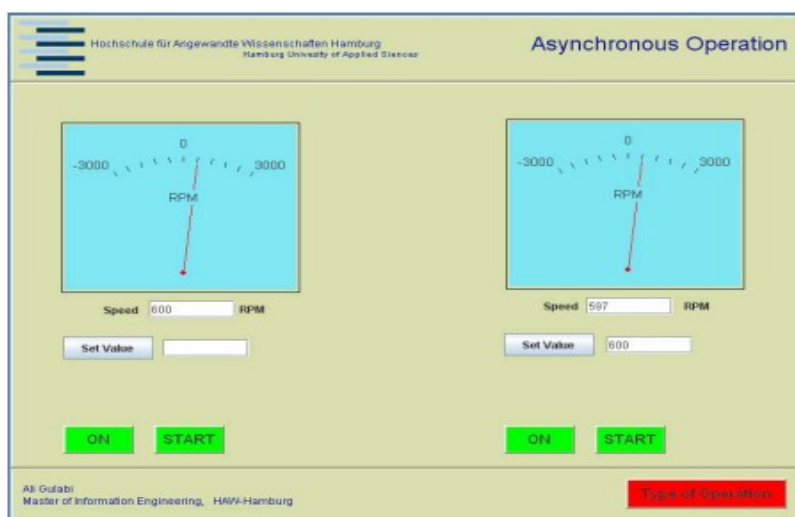 Hochschule für Angewandte Wissenschaften Hamburg
Hamburg Univesity of Applied Siences
Asynchronous Operation
-3000 0 3000
RPM
Speed 600 RPM
Set Value
ON START
-3000 0 3000
RPM
Speed 597 RPM
Set Value 600
ON START
Ali Gulabi
Master of Information Engineering, HAW-Hamburg
Type of Operation